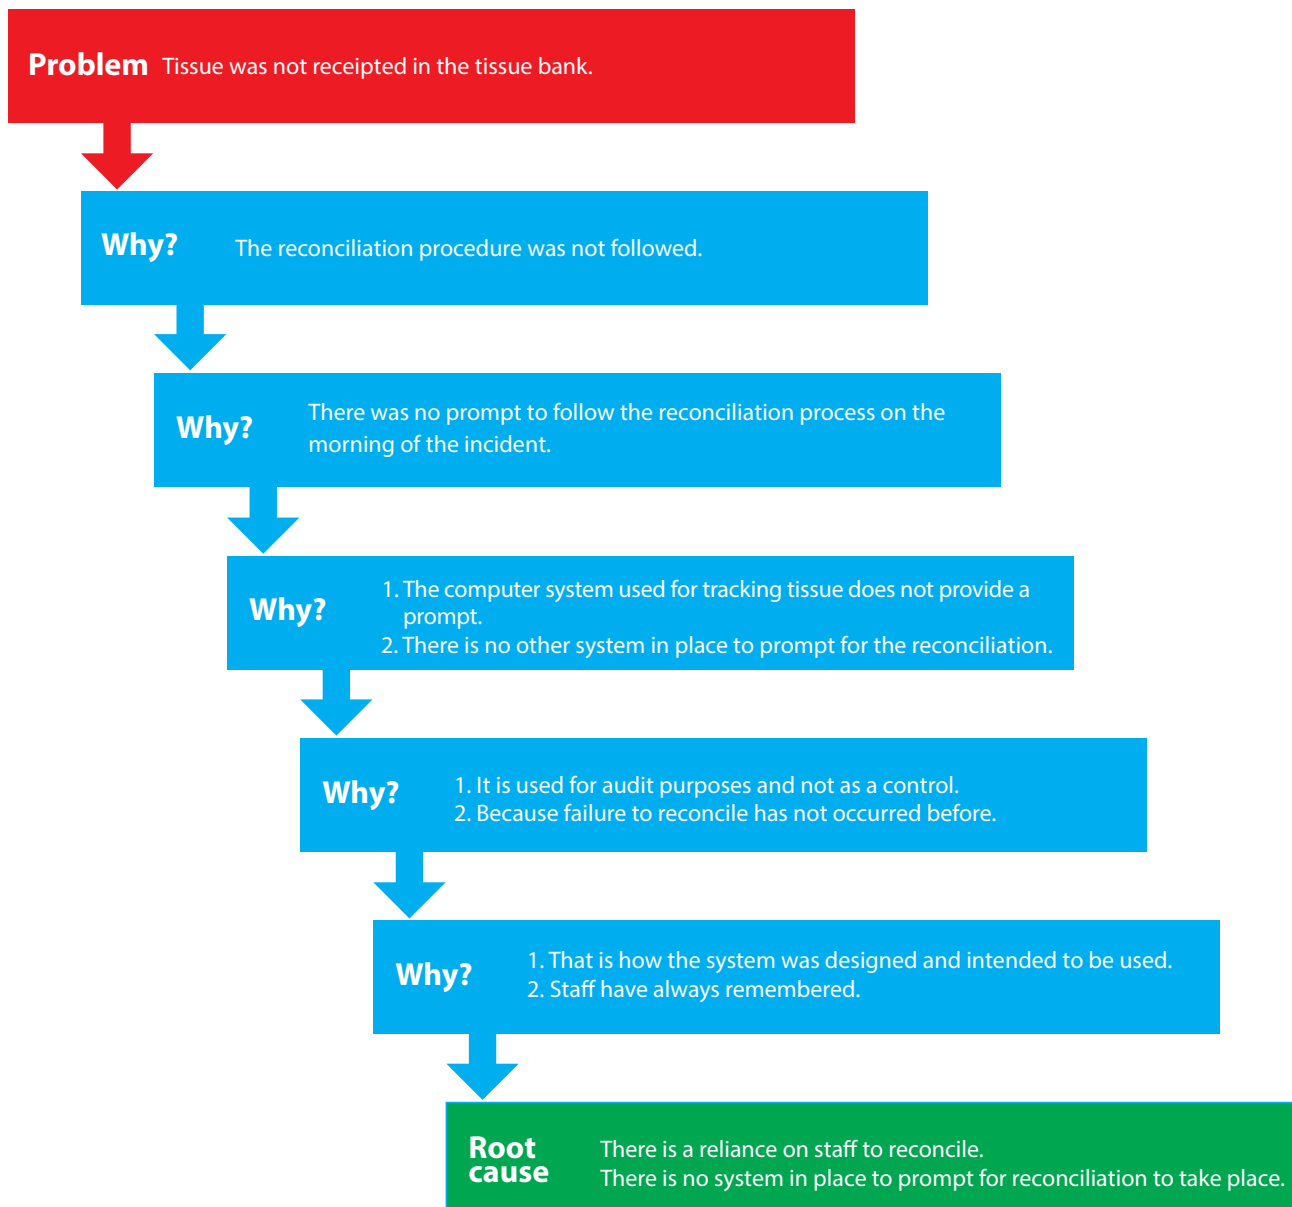 Problem Tissue was not receipted in the tissue bank.
Why? The reconciliation procedure was not followed.
Why? There was no prompt to follow the reconciliation process on the
morning of the incident.
Why? 1. The computer system used for tracking tissue does not provide a
prompt.
2. There is no other system in place to prompt for the reconciliation.
Why? 1. It is used for audit purposes and not as a control.
2. Because failure to reconcile has not occurred before.
Why? 1. That is how the system was designed and intended to be used.
2. Staff have always remembered.
Root
cause
There is a reliance on staff to reconcile.
There is no system in place to prompt for reconciliation to take place.